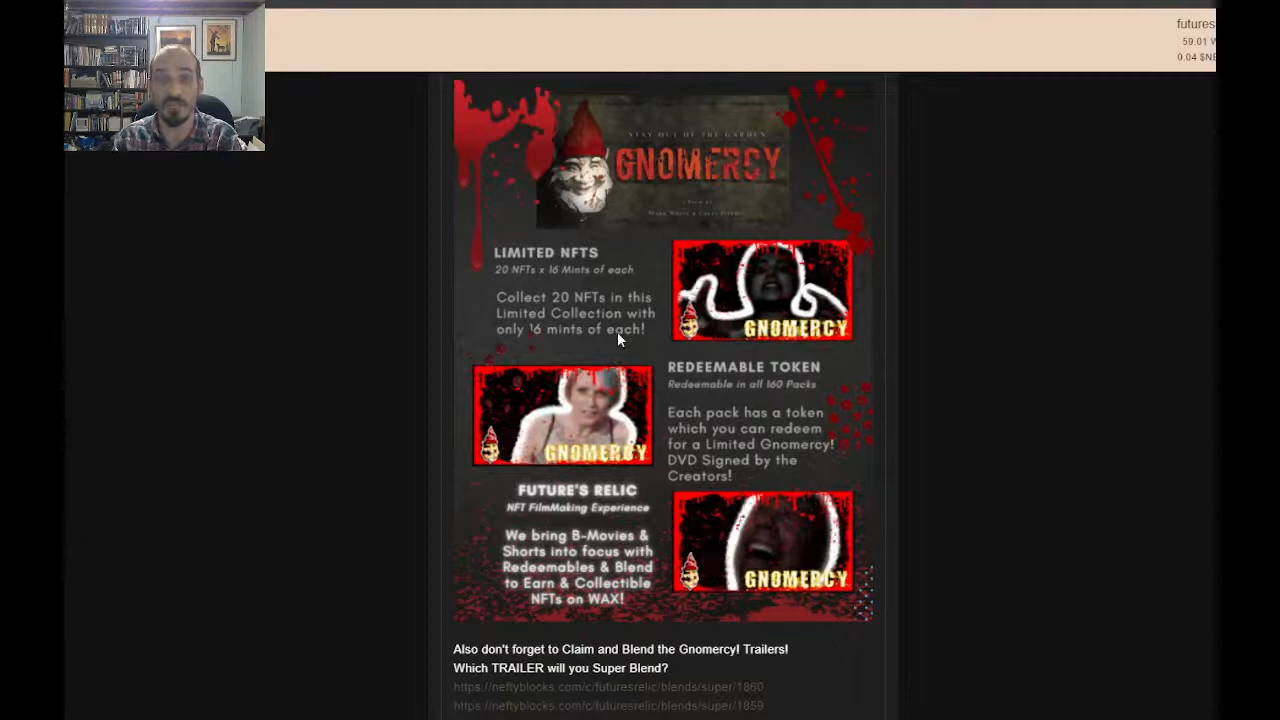 futures
59.01 W
0.04 $NE
STAY OUT OF THE GARDEN
GNOMERCY
LIMITED NFTS
20 NFTs x 16 Mints of each
Collect 20 NFTs in this
Limited Collection with
only 16 mints of each!
GNOMERCY
REDEEMABLE TOKEN
Redeemable in all 160 Packs
Each pack has a token
which you can redeem
for a Limited Gnomercy!
DVD Signed by the
Creators!
GNOMERCY
FUTURE'S RELIC
NFT FilmMaking Experience
We bring B-Movies &
Shorts into focus with
Redeemables & Blend
to Earn & Collectible
NFTs on WAX!
GNOMERCY
Also don't forget to Claim and Blend the Gnomercy! Trailers!
Which TRAILER will you Super Blend?
https://neftyblocks.com/c/futuresrelic/blends/super/1860
https://neftyblocks.com/c/futuresrelic/blends/super/1859